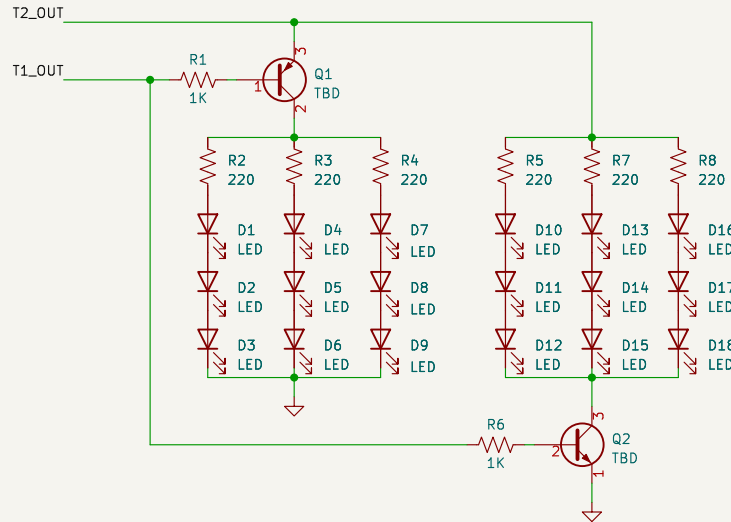 T2_OUT
T1_OUT
R1
1K
1
3
2
Q1
TBD
R2
220
R3
220
R4
220
R5
220
R7
220
R8
220
D1
LED
D4
LED
D7
LED
D10
LED
D13
LED
D16
LED
D2
LED
D5
LED
D8
LED
D11
LED
D14
LED
D17
LED
D3
LED
D6
LED
D9
LED
D12
LED
D15
LED
D18
LED
R6
1K
2
3
1
Q2
TBD